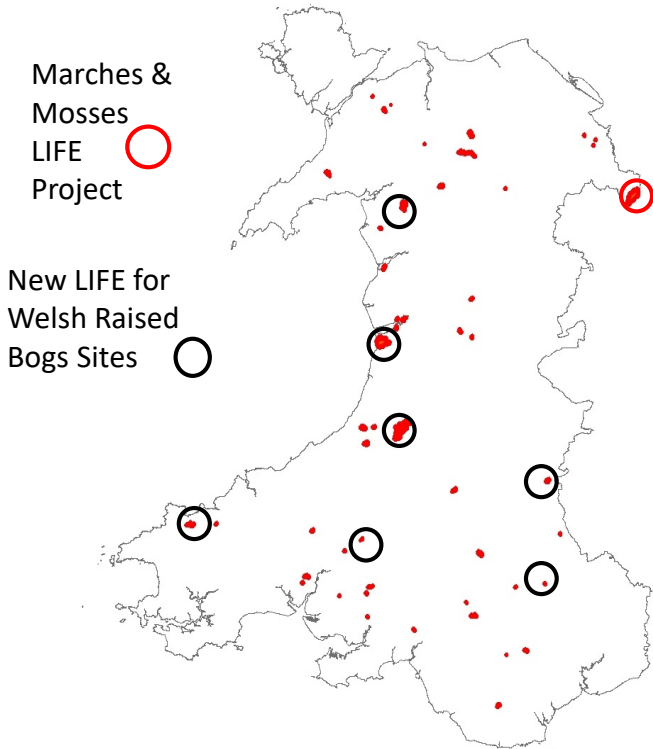 Marches &
Mosses
LIFE
Project
New LIFE for
Welsh Raised
Bogs Sites